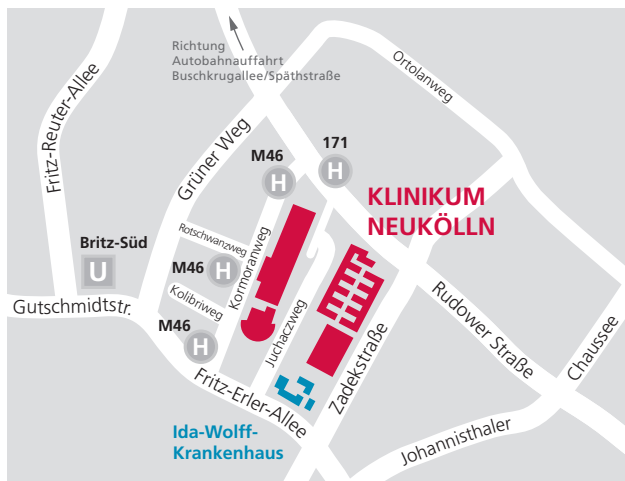 Richtung
Autobahnauffahrt
Buschkrugallee/Späthstraße
Ortolanweg
Fritz-Reuter-Allee
Grüner Weg
171
H
M46
H
KLINIKUM
NEUKÖLLN
Rotschwanzweg
Britz-Süd
U
M46
H
Kormoranweg
Kolibriweg
Gutschmidtstr.
M46
H
Juchaczweg
Rudower Straße
Zadekstraße
Chaussee
Johannisthaler
Fritz-Erler-Allee
Ida-Wolff-
Krankenhaus